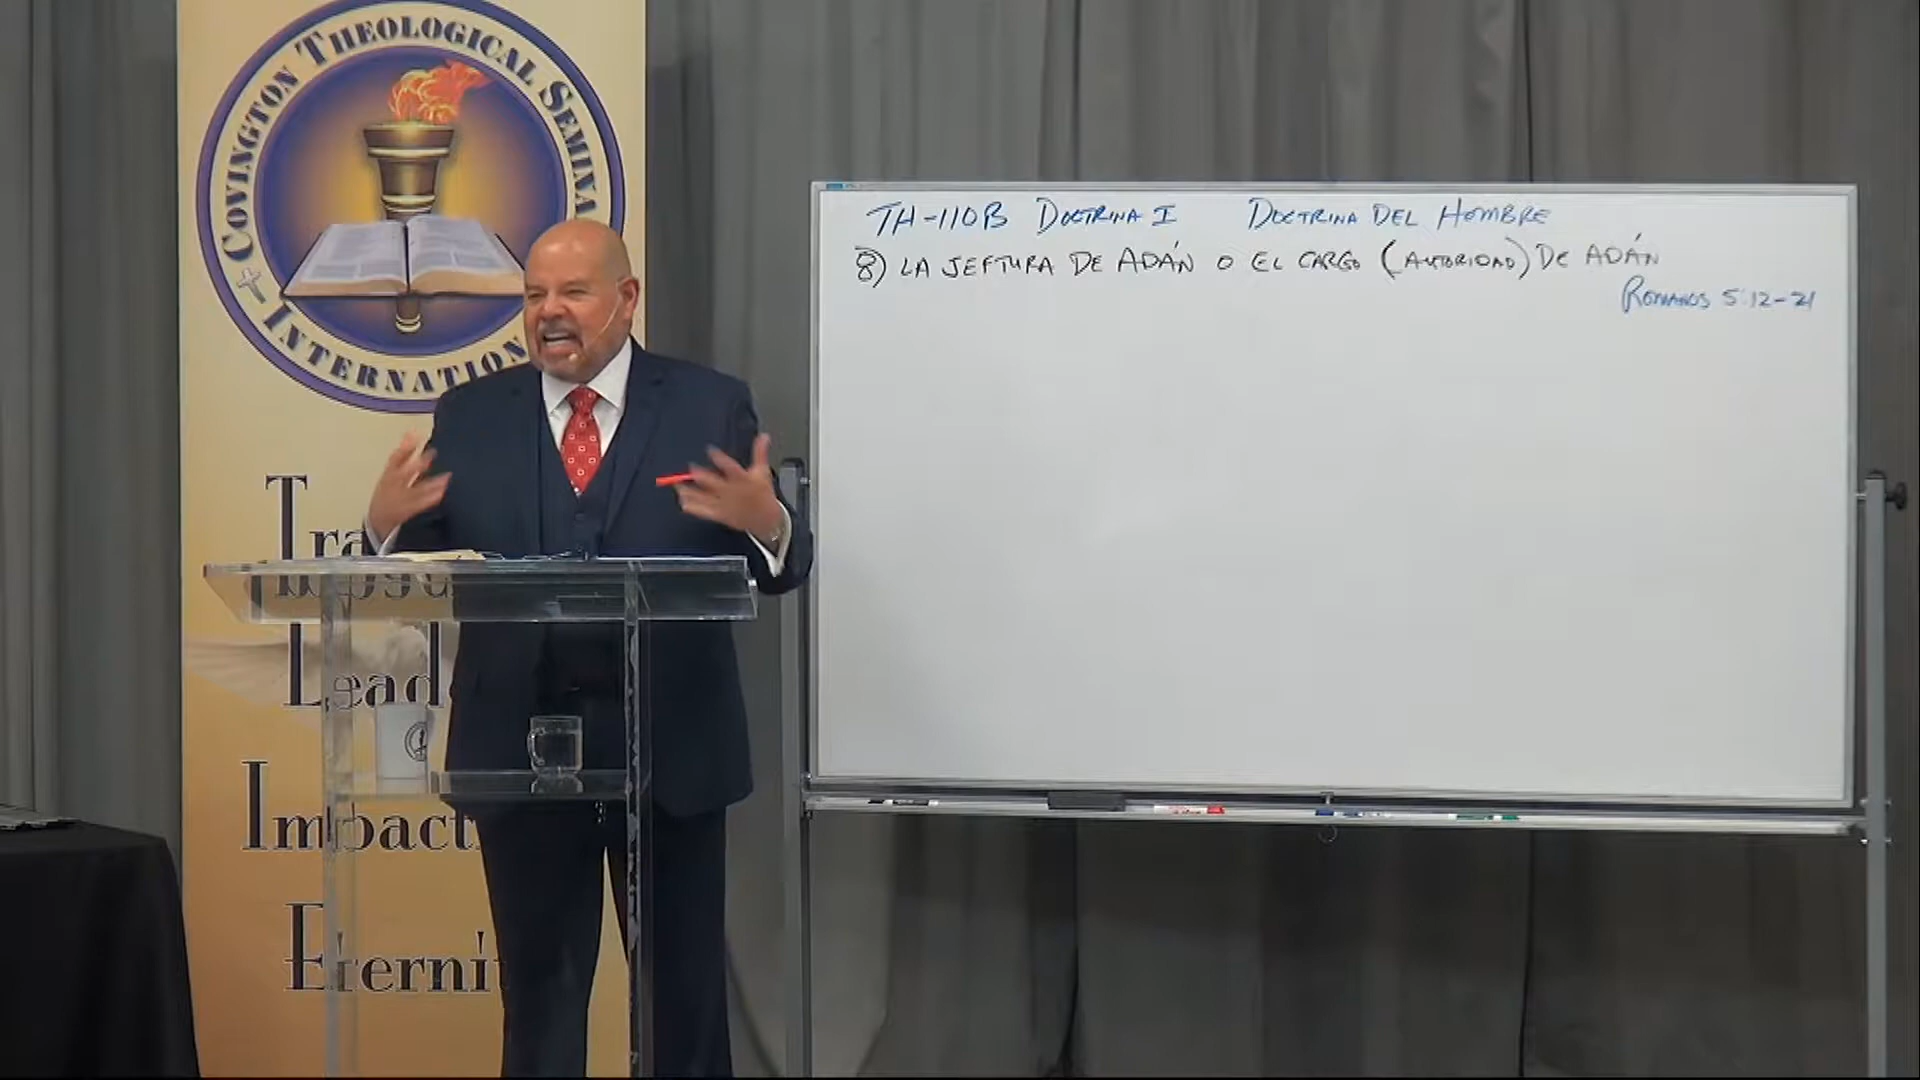 COVINGTON THEOLOGICAL SEMINA
INTERNATION
Tra
Lead
Impact
Eternit
TH-110B DOCTRINA I DOCTRINA DEL HOMBRE
8) LA JEFTURA DE ADÁN O EL CARGO (AUTORIDAD) DE ADÁN
ROMANOS 5:12-21